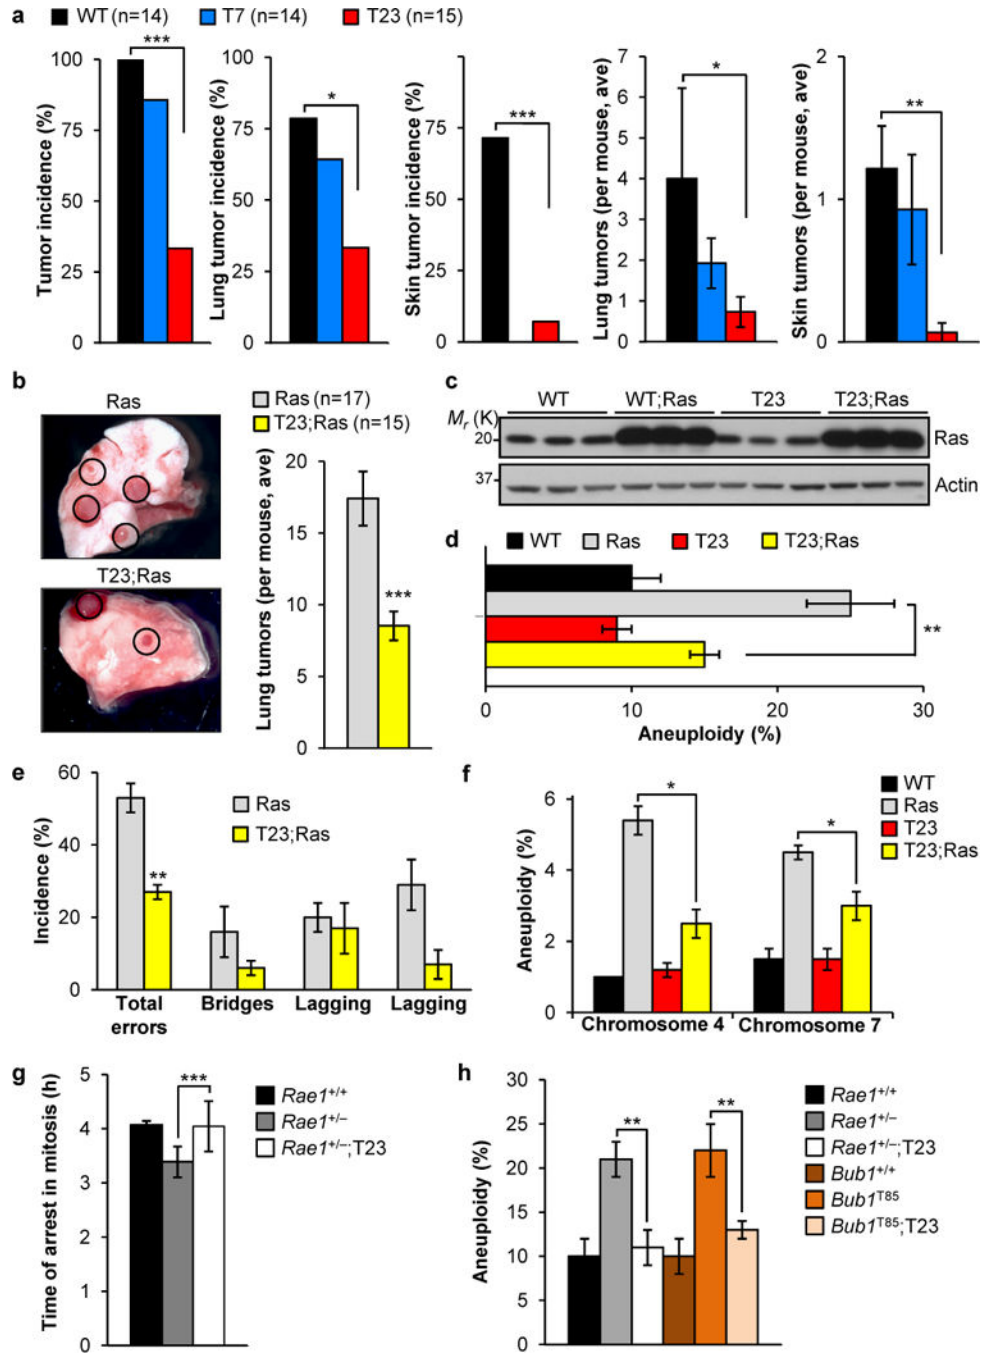 a WT (n=14) T7 (n=14) T23 (n=15)
Tumor incidence (%)
100
75
50
25
0
***
Lung tumor incidence (%)
100
75
50
25
0
*
Skin tumor incidence (%)
75
50
25
0
***
Lung tumors (per mouse, ave)
7
6
5
4
3
2
1
0
*
Skin tumors (per mouse, ave)
2
1
0
**
b
Ras
T23;Ras
Ras (n=17)
T23;Ras (n=15)
Lung tumors (per mouse, ave)
20
15
10
5
0
***
c
WT WT;Ras T23 T23;Ras
Mr (K)
20 Ras
37 Actin
d WT Ras T23 T23;Ras
**
0 10 20 30
Aneuploidy (%)
e
Incidence (%)
60
40
20
0
Ras
T23;Ras
**
Total errors
Bridges
Lagging
Lagging
f
Aneuploidy (%)
6
4
2
0
WT
Ras
T23
T23;Ras
*
*
Chromosome 4 Chromosome 7
g
Time of arrest in mitosis (h)
5
4
3
2
1
0
***
Rae1+/+
Rae1+/–
Rae1+/–;T23
h
Aneuploidy (%)
30
20
10
0
**
**
Rae1+/+
Rae1+/–
Rae1+/–;T23
Bub1+/+
Bub1T85
Bub1T85;T23